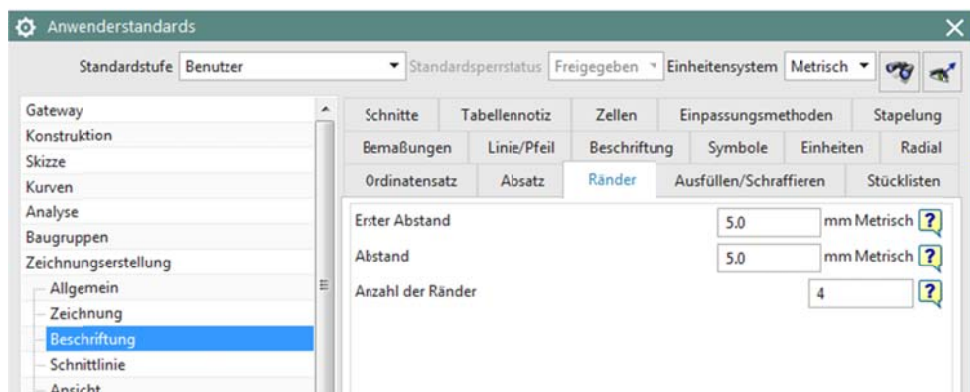 Anwenderstandards
Standardstufe Benutzer Standardsperrstatus Freigegeben Einheitensystem Metrisch
Gateway
Konstruktion
Skizze
Kurven
Analyse
Baugruppen
Zeichnungserstellung
Allgemein
Zeichnung
Beschriftung
Schnittlinie
Ansicht
Schnitte Tabellennotiz Zellen Einpassungsmethoden Stapelung
Bemaßungen Linie/Pfeil Beschriftung Symbole Einheiten Radial
Ordinatensatz Absatz Ränder Ausfüllen/Schraffieren Stücklisten
Erster Abstand 5.0 mm Metrisch ?
Abstand 5.0 mm Metrisch ?
Anzahl der Ränder 4 ?